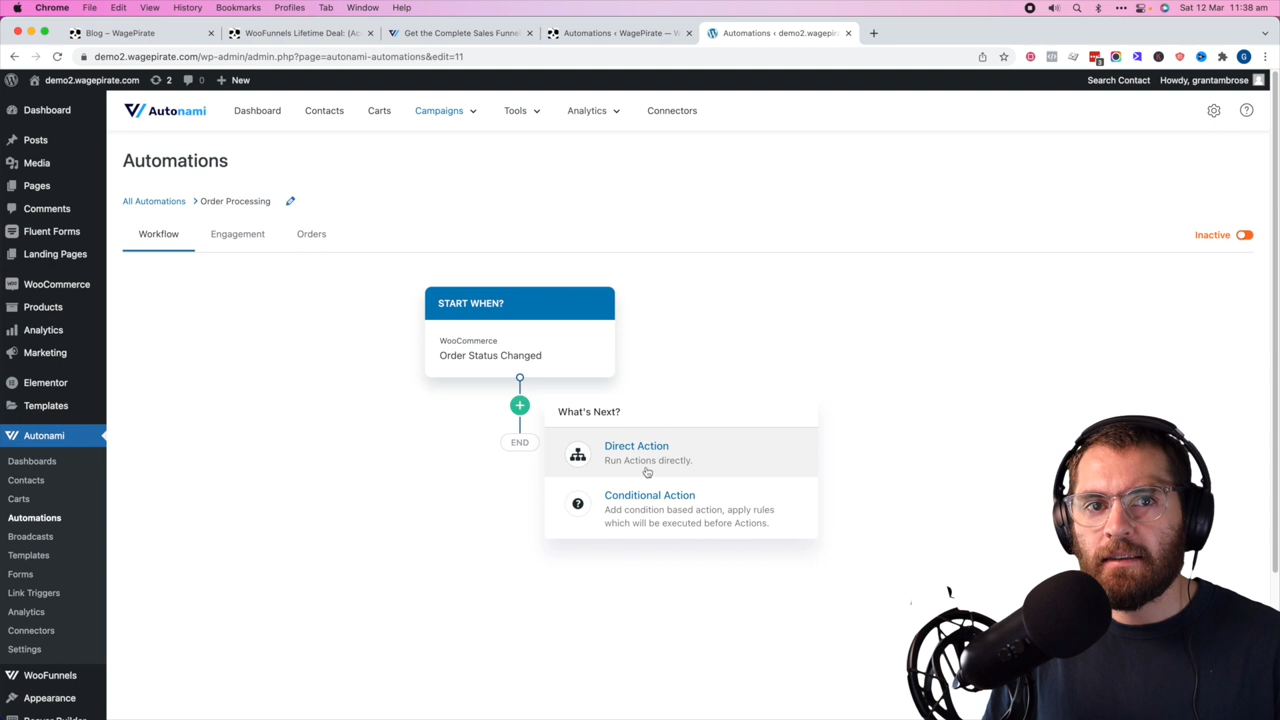 Chrome File Edit View History Bookmarks Profiles Tab Window Help
Sat 12 Mar 11:38 am
Blog – WagePirate
WooFunnels Lifetime Deal: (Ac
Get the Complete Sales Funne
Automations ‹ WagePirate — W
Automations ‹ demo2.wagepira
demo2.wagepirate.com/wp-admin/admin.php?page=autonami-automations&edit=11
demo2.wagepirate.com 2 0 + New
Search Contact Howdy, grantambrose
Dashboard
Posts
Media
Pages
Comments
Fluent Forms
Landing Pages
WooCommerce
Products
Analytics
Marketing
Elementor
Templates
Autonami
Dashboards
Contacts
Carts
Automations
Broadcasts
Templates
Forms
Link Triggers
Analytics
Connectors
Settings
WooFunnels
Appearance
Autonami Dashboard Contacts Carts Campaigns Tools Analytics Connectors
Automations
All Automations > Order Processing
Workflow Engagement Orders
Inactive
START WHEN?
WooCommerce
Order Status Changed
END
What's Next?
Direct Action
Run Actions directly.
Conditional Action
Add condition based action, apply rules
which will be executed before Actions.